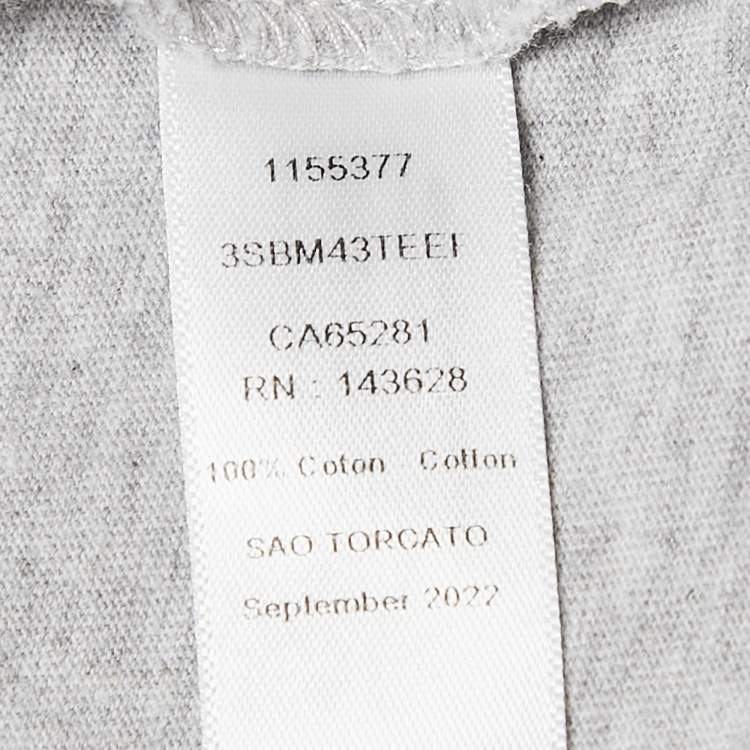 1155377
3SBM43TEEF
CA65281
RN : 143628
100% Coton Cotton
SAO TORCATO
September 2022